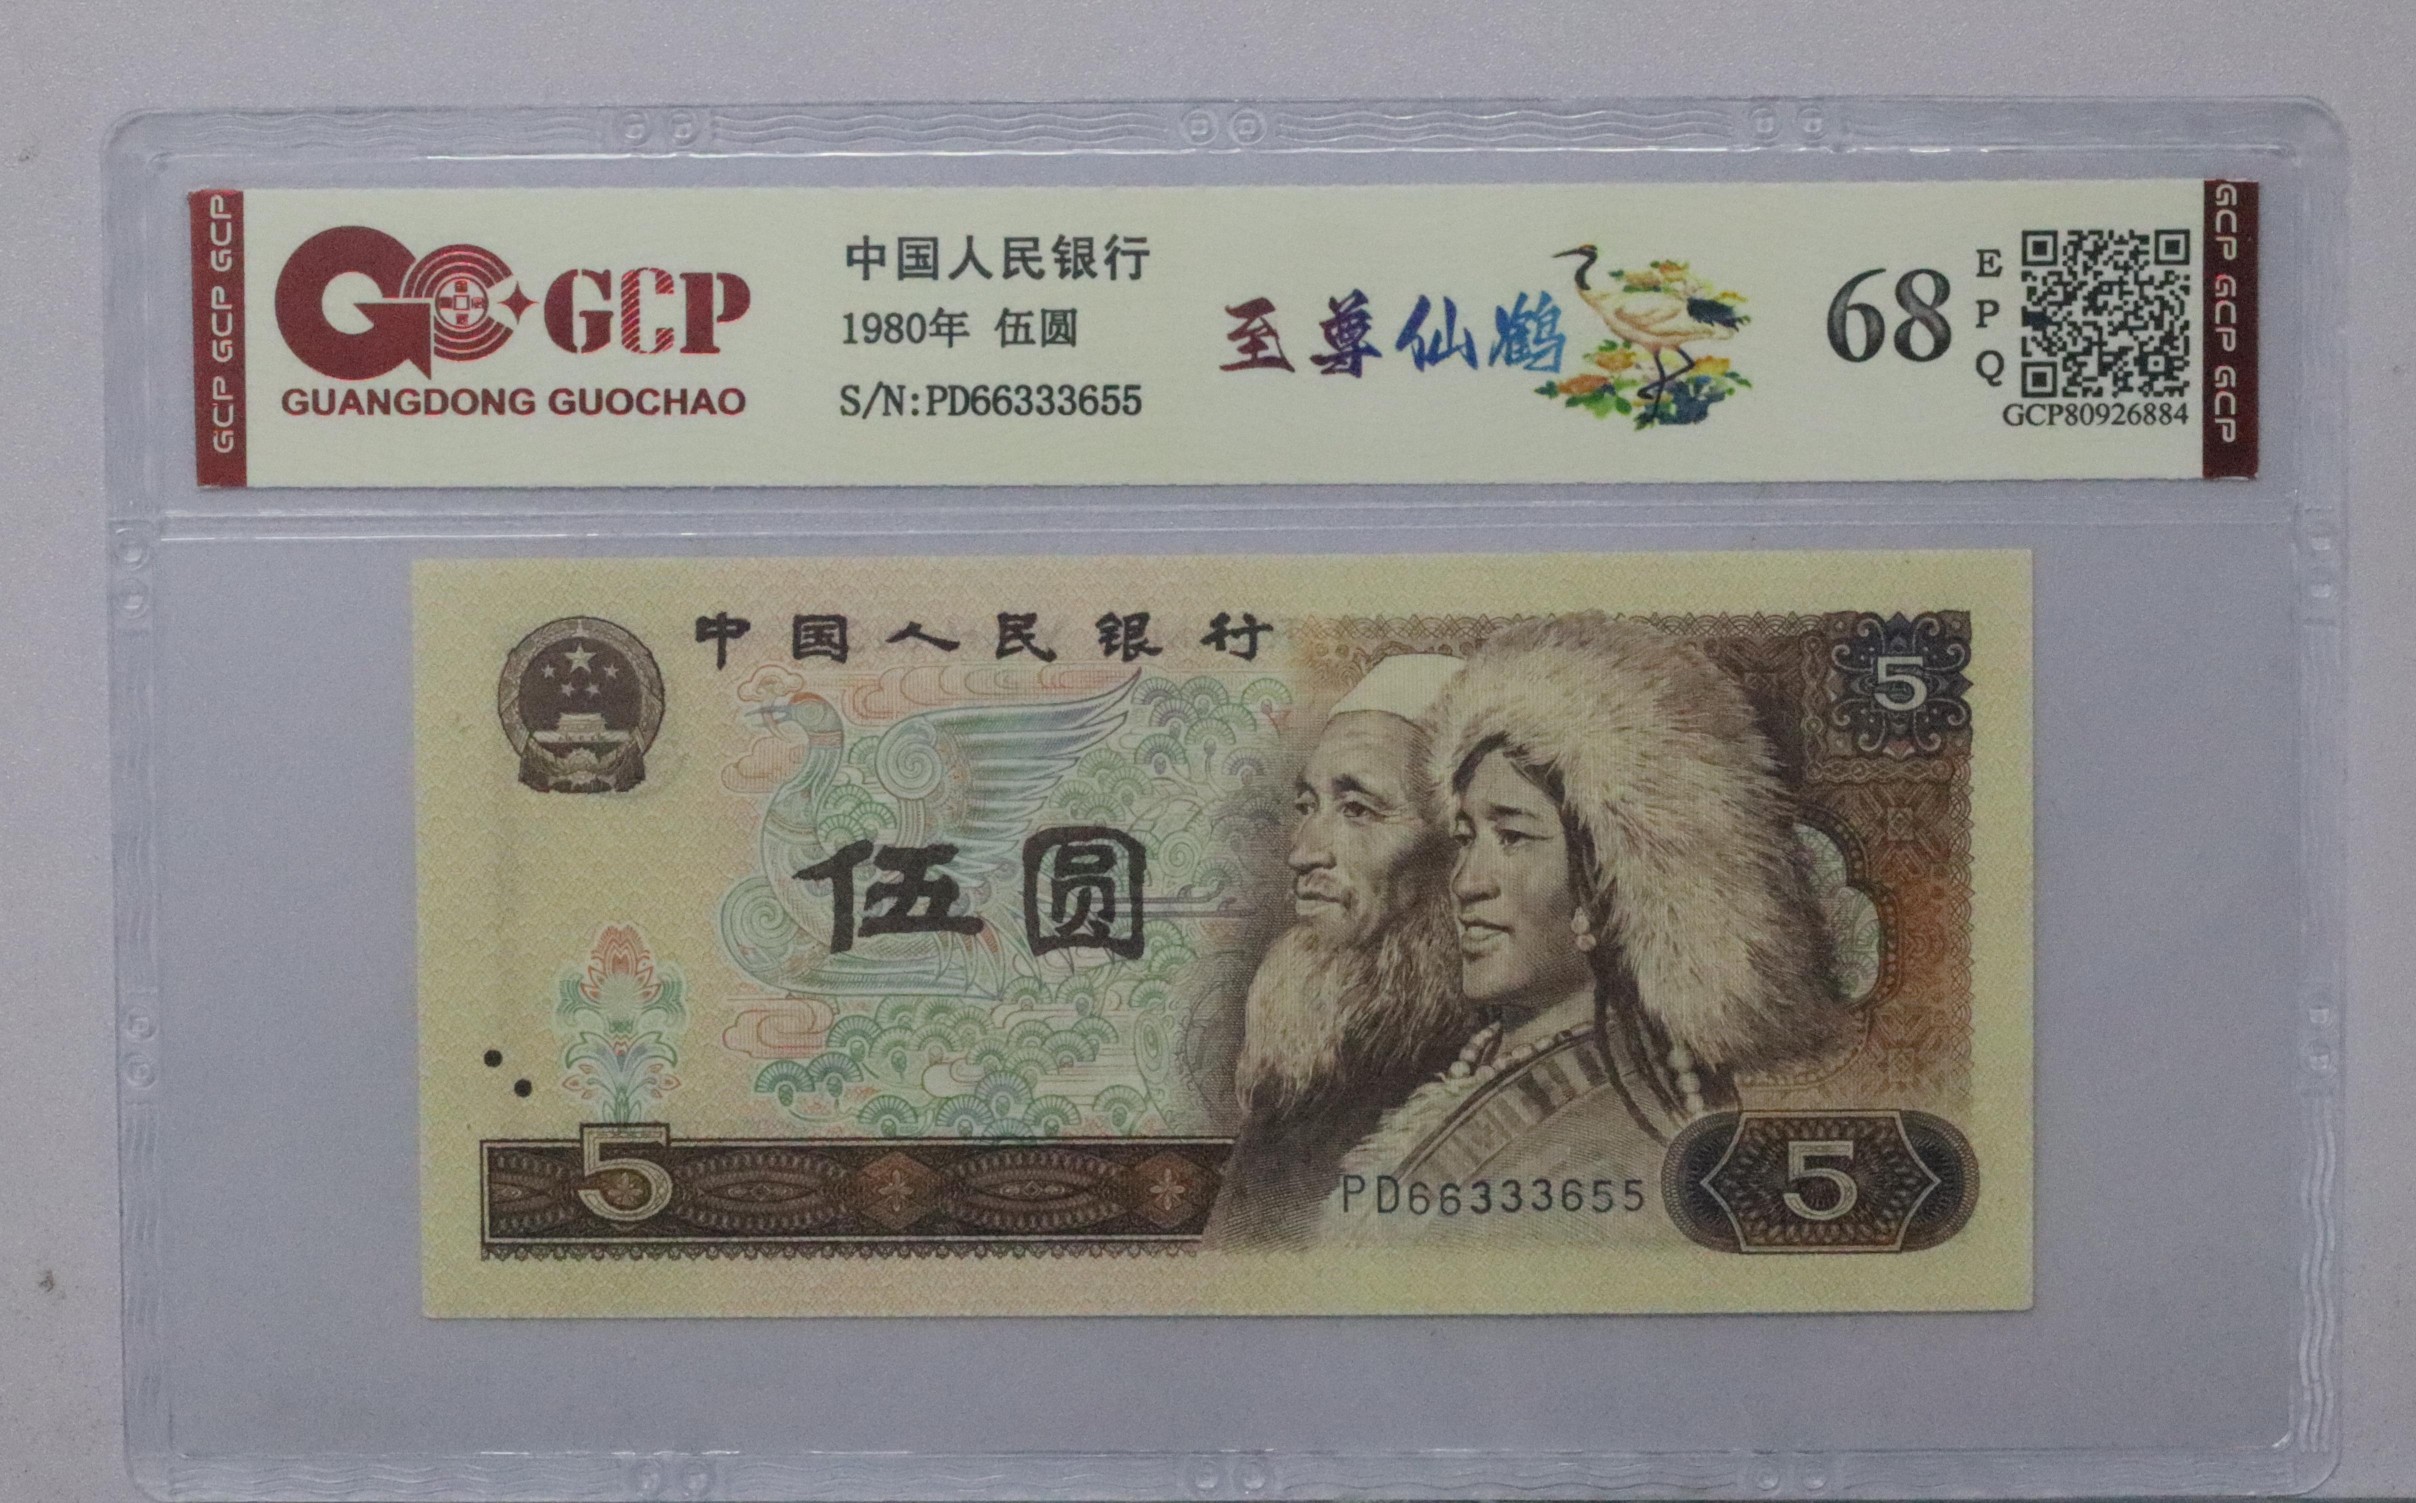 GCP GCP GCP
GCP
GUANGDONG GUOCHAO
中国人民银行
1980年 伍圆
S/N:PD66333655
至尊仙鹤
68
EPQ
GCP80926884
GCP GCP GCP
中国人民银行
5
伍圆
5
PD66333655
5